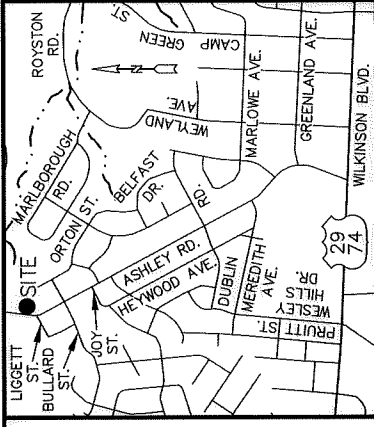 ROYSTON
RD.
CAMP
GREEN
ST.
N
MARLBOROUGH
RD.
WEYLAND
AVE.
MARLOWE AVE.
GREENLAND AVE.
WILKINSON BLVD.
ORTON ST.
BELFAST
DR.
SITE
ASHLEY RD.
HEYWOOD AVE.
RD.
DUBLIN
MEREDITH
AVE.
LIGGETT
ST.
BULLARD
ST.
JOY
ST.
PRUITT ST.
WESLEY
HILLS
DR.
29
74